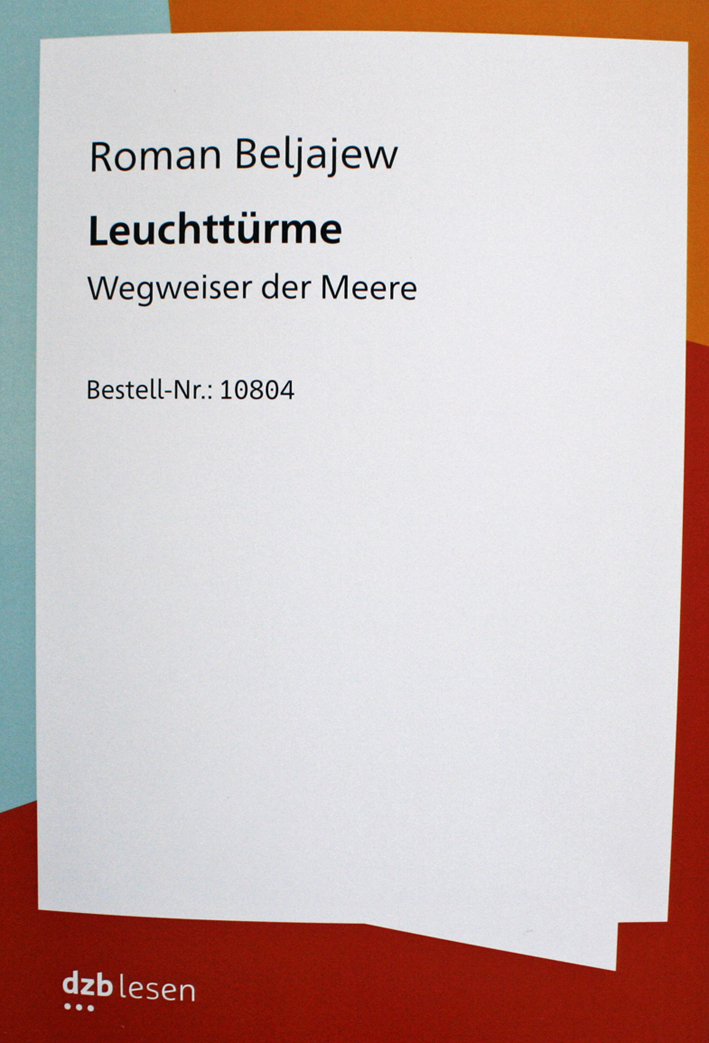 Roman Beljajew
Leuchttürme
Wegweiser der Meere
Bestell-Nr.: 10804
dzb lesen